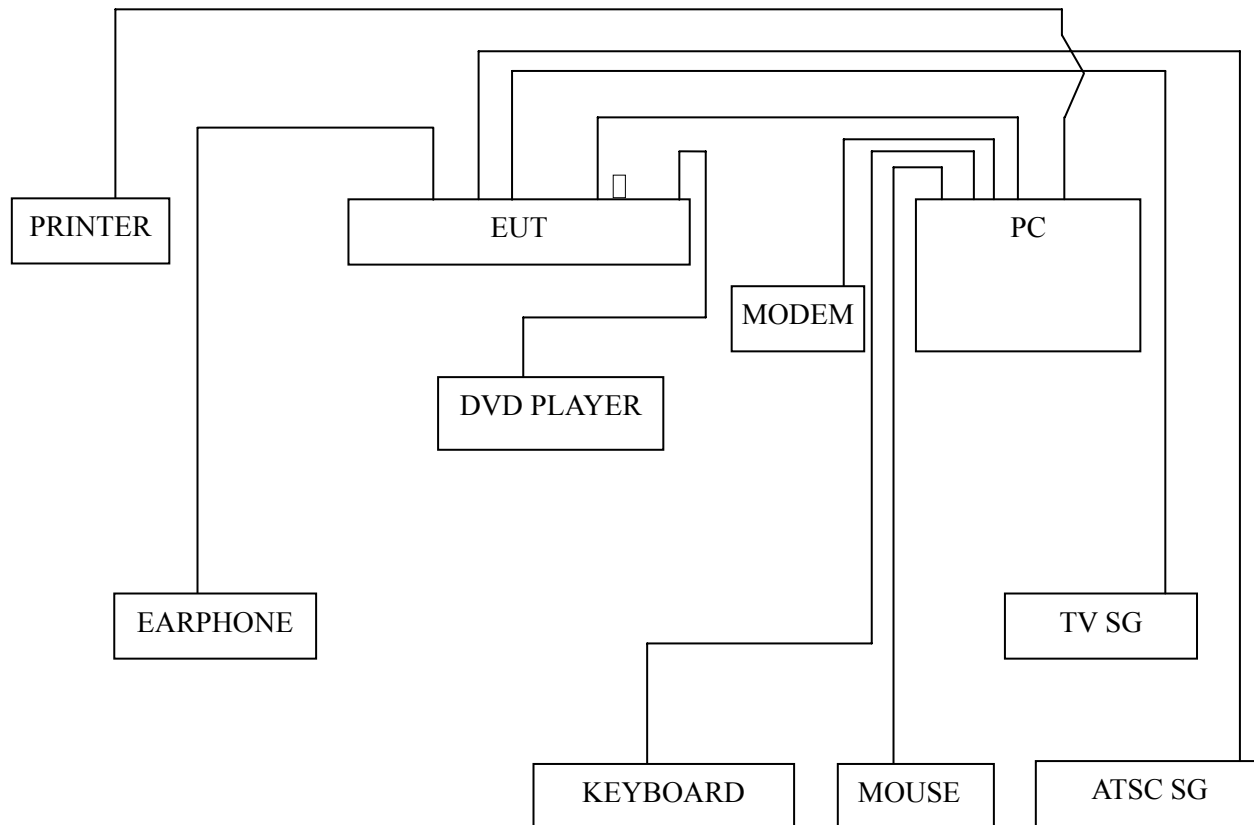 PRINTER
EUT
PC
MODEM
DVD PLAYER
EARPHONE
TV SG
KEYBOARD
MOUSE
ATSC SG